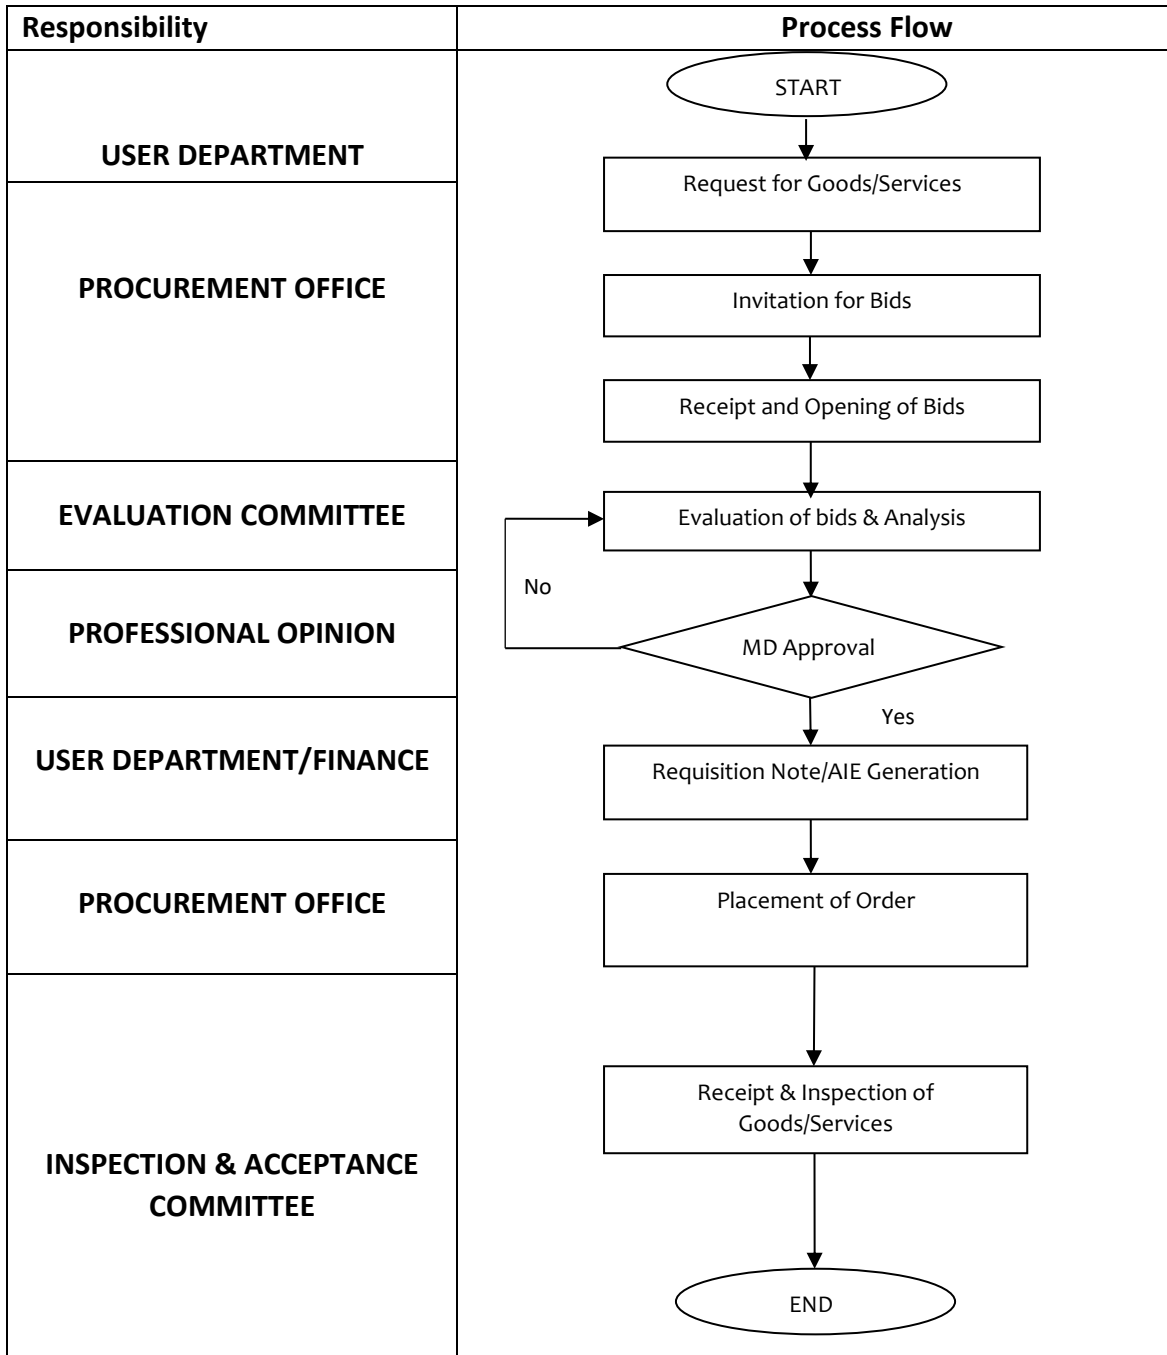 Responsibility
Process Flow
START
USER DEPARTMENT
Request for Goods/Services
PROCUREMENT OFFICE
Invitation for Bids
Receipt and Opening of Bids
EVALUATION COMMITTEE
Evaluation of bids & Analysis
No
PROFESSIONAL OPINION
MD Approval
Yes
USER DEPARTMENT/FINANCE
Requisition Note/AIE Generation
PROCUREMENT OFFICE
Placement of Order
Receipt & Inspection of
Goods/Services
INSPECTION & ACCEPTANCE
COMMITTEE
END